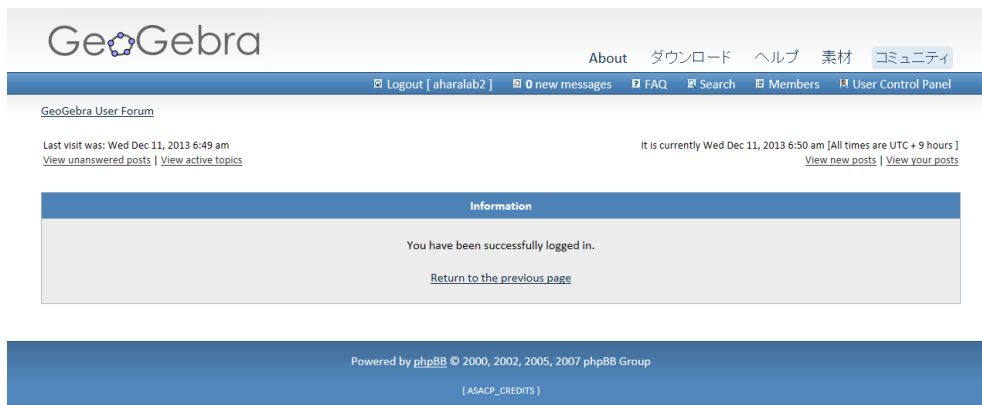 GeoGebra
About ダウンロード ヘルプ 素材 コミュニティ
Logout [ aharalab2 ] 0 new messages FAQ Search Members User Control Panel
GeoGebra User Forum
Last visit was: Wed Dec 11, 2013 6:49 am It is currently Wed Dec 11, 2013 6:50 am [All times are UTC + 9 hours ]
View unanswered posts | View active topics View new posts | View your posts
Information
You have been successfully logged in.
Return to the previous page
Powered by phpBB © 2000, 2002, 2005, 2007 phpBB Group
{ ASACP_CREDITS }